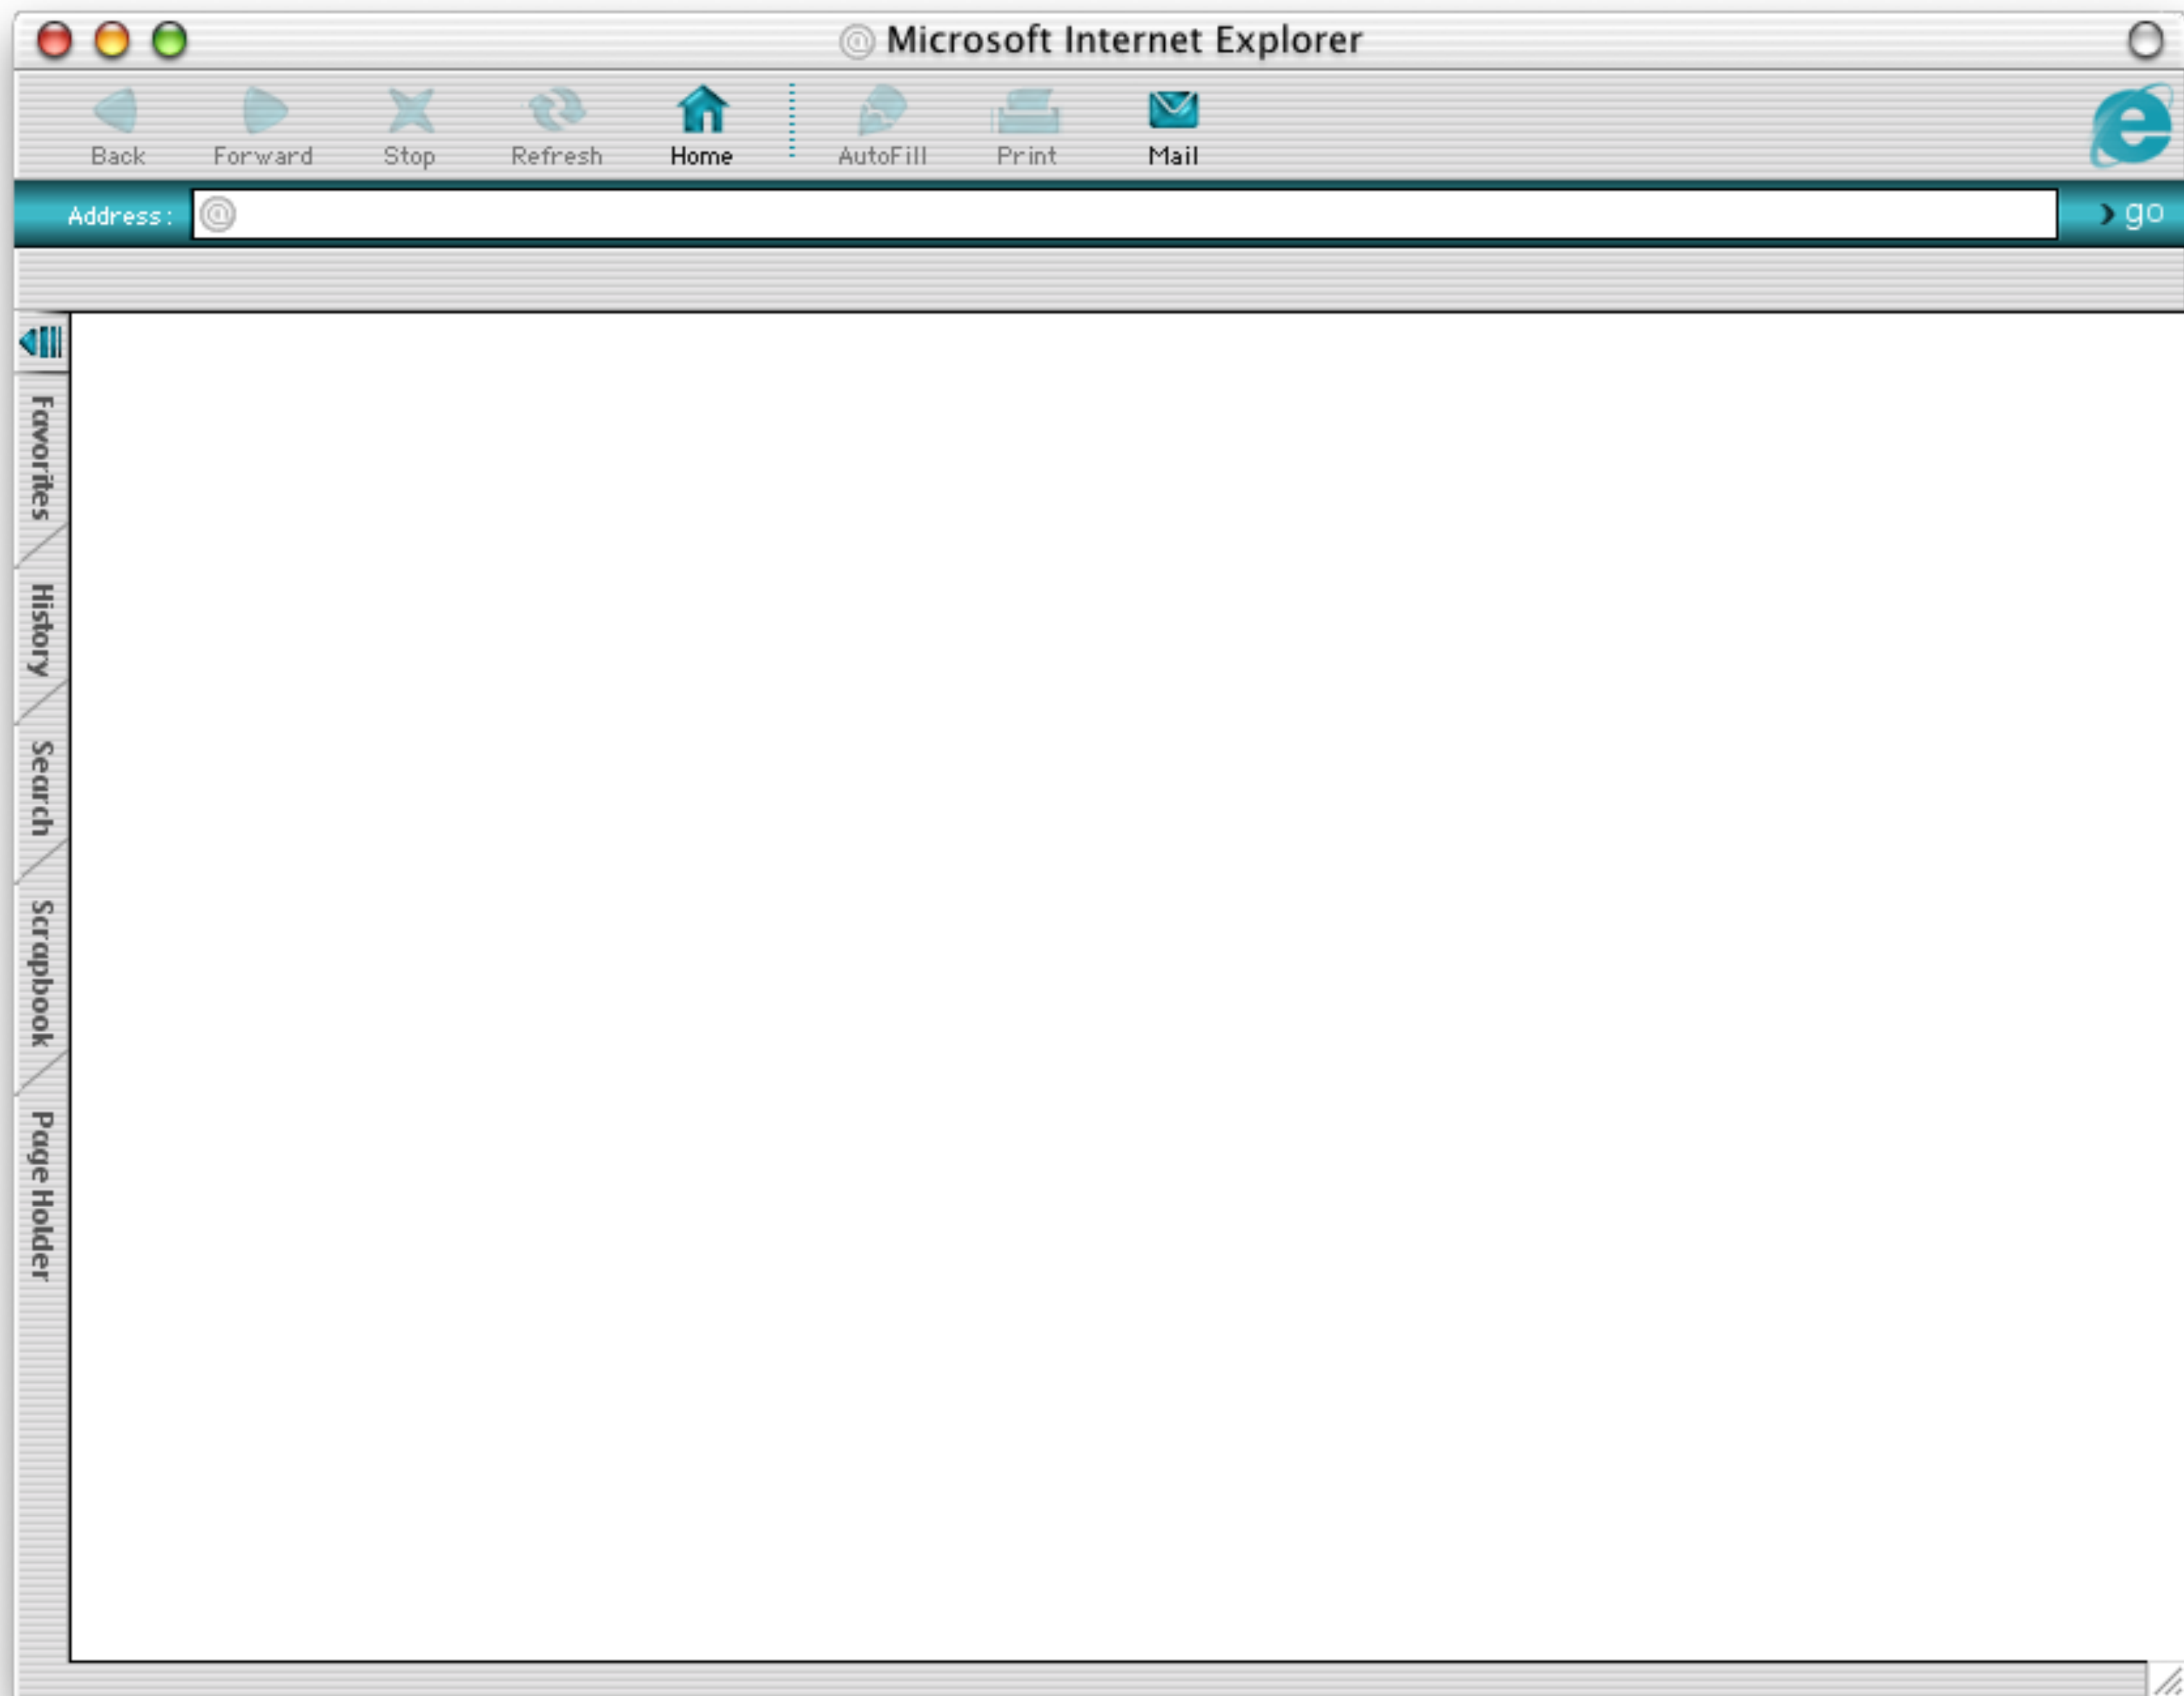 @ Microsoft Internet Explorer
Back Forward Stop Refresh Home AutoFill Print Mail
Address: @ › go
Favorites
History
Search
Scrapbook
Page Holder